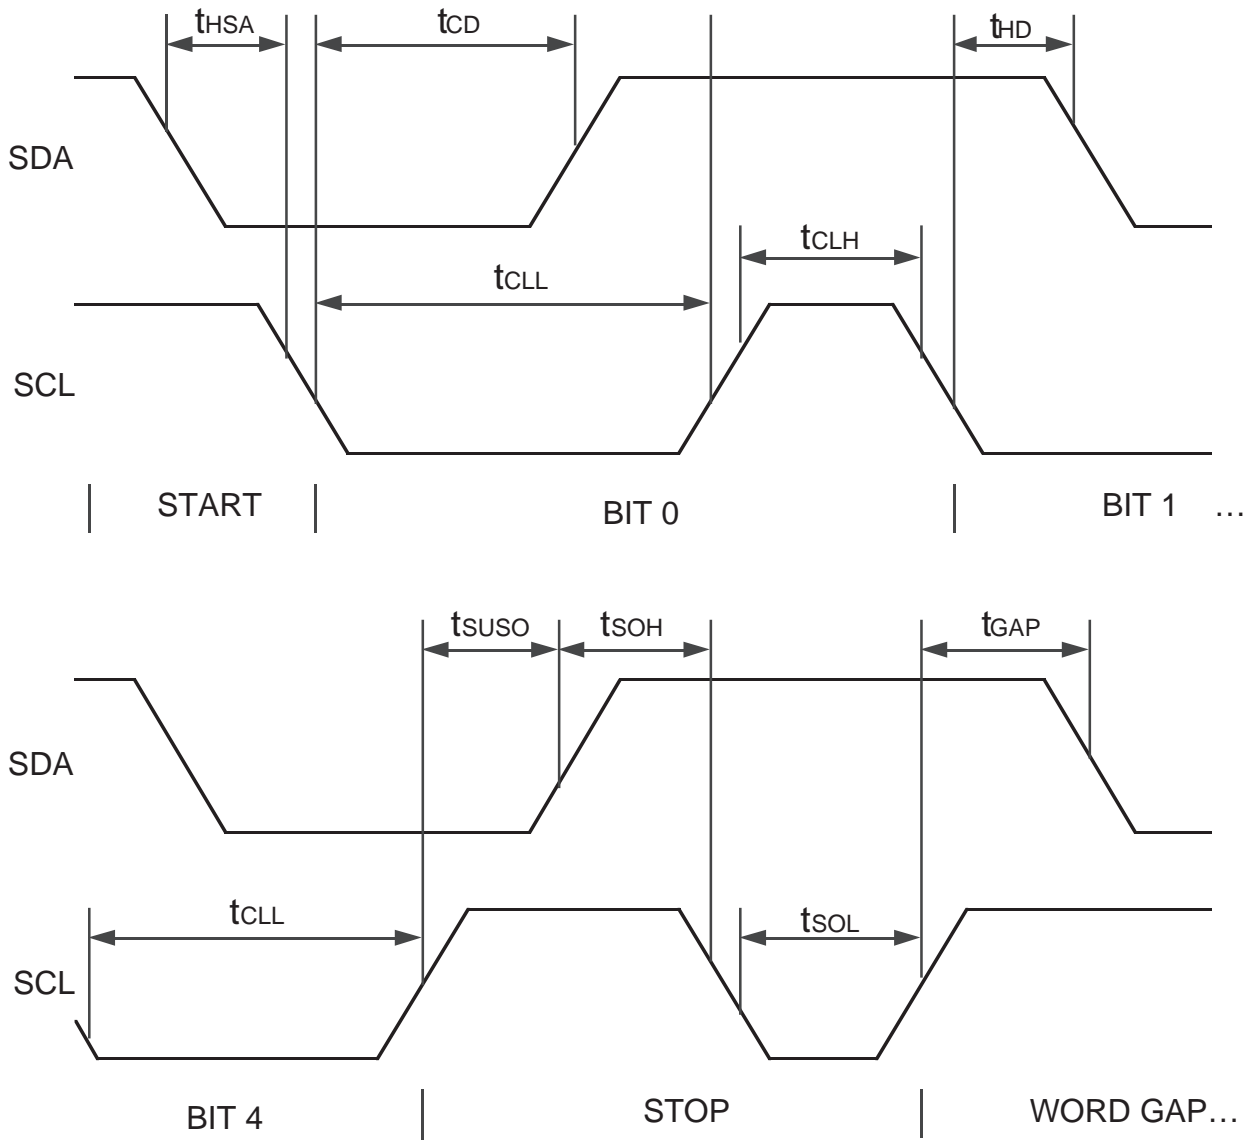 tHSA tCD tHD
SDA
tCLH
tCLL
SCL
START BIT 0 BIT 1 …
tSUSO tSOH tGAP
SDA
tCLL tSOL
SCL
BIT 4 STOP WORD GAP…